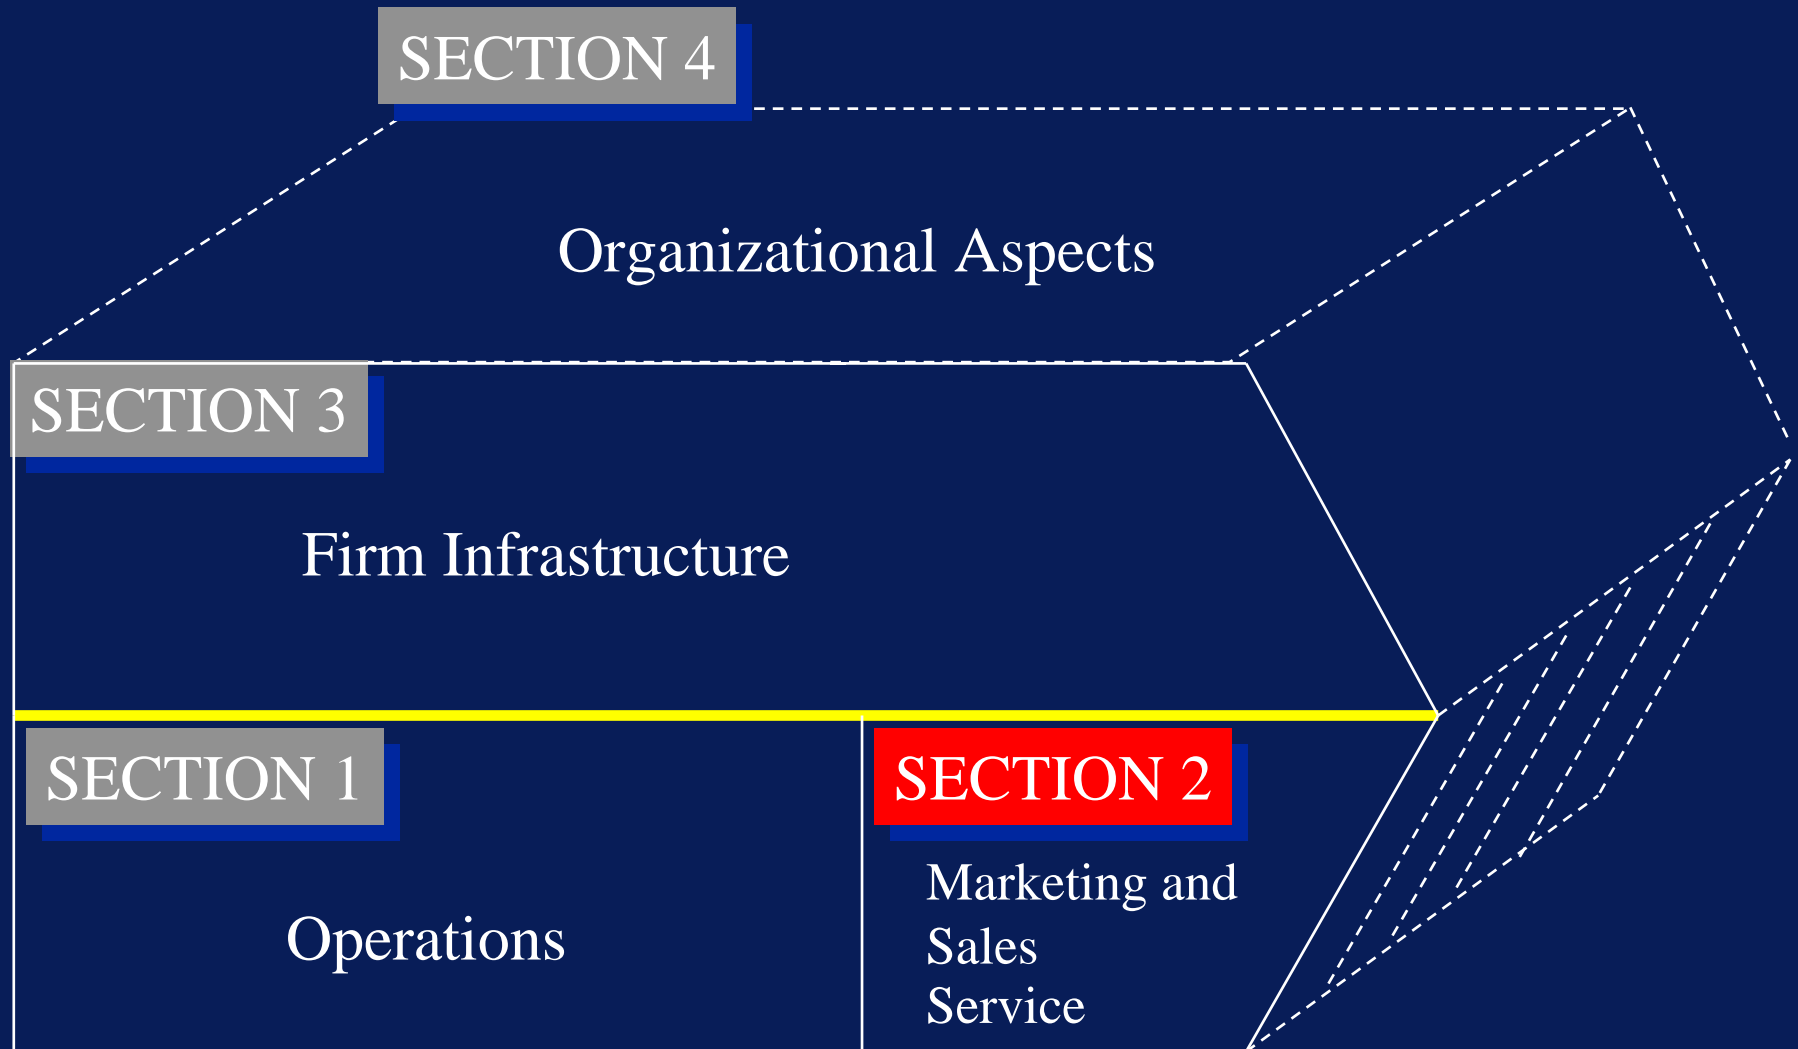 SECTION 4
Organizational Aspects
SECTION 3
Firm Infrastructure
SECTION 1
Operations
SECTION 2
Marketing and
Sales
Service